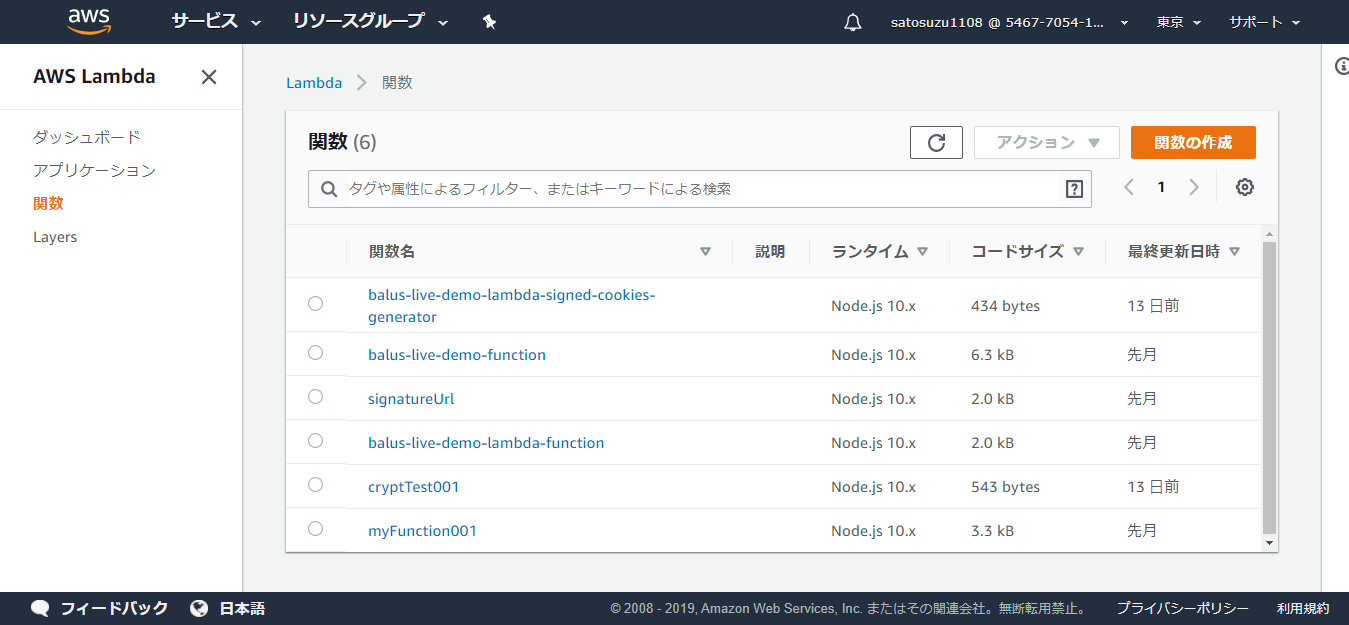 aws
サービス
リソースグループ
satosuzu1108 @ 5467-7054-1...
東京
サポート
AWS Lambda
ダッシュボード
アプリケーション
関数
Layers
Lambda
関数
関数 (6)
アクション
関数の作成
タグや属性によるフィルター、またはキーワードによる検索
1
関数名 説明 ランタイム コードサイズ 最終更新日時
balus-live-demo-lambda-signed-cookies-
generator
Node.js 10.x 434 bytes 13 日前
balus-live-demo-function Node.js 10.x 6.3 kB 先月
signatureUrl Node.js 10.x 2.0 kB 先月
balus-live-demo-lambda-function Node.js 10.x 2.0 kB 先月
cryptTest001 Node.js 10.x 543 bytes 13 日前
myFunction001 Node.js 10.x 3.3 kB 先月
フィードバック
日本語
© 2008 - 2019, Amazon Web Services, Inc. またはその関連会社。無断転用禁止。
プライバシーポリシー
利用規約